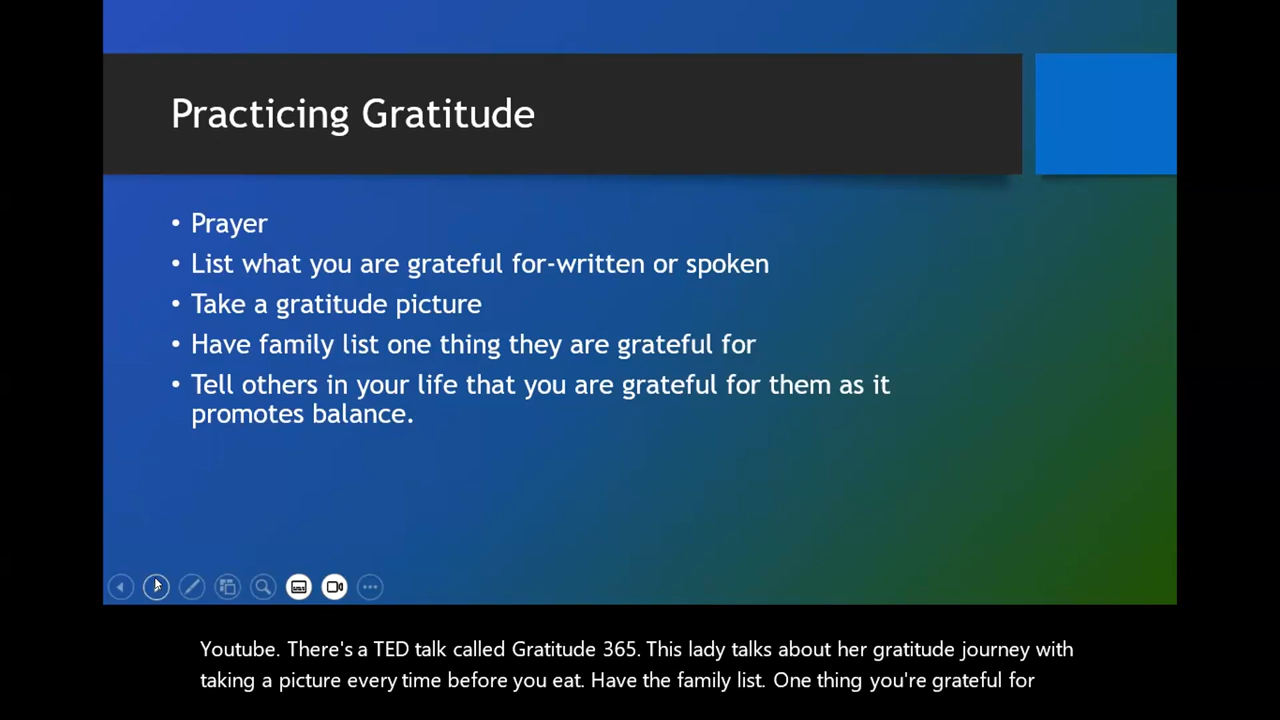 Practicing Gratitude
• Prayer
• List what you are grateful for-written or spoken
• Take a gratitude picture
• Have family list one thing they are grateful for
• Tell others in your life that you are grateful for them as it
promotes balance.
Youtube. There's a TED talk called Gratitude 365. This lady talks about her gratitude journey with
taking a picture every time before you eat. Have the family list. One thing you're grateful for